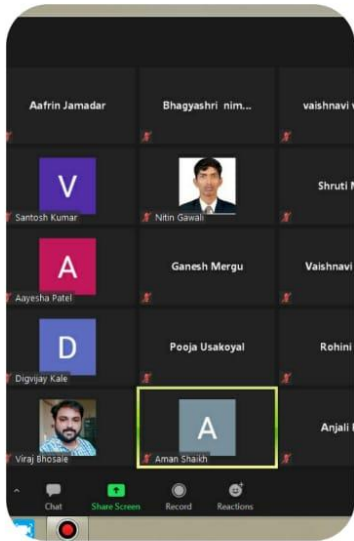 Aafrin Jamadar
Bhagyashri nim...
vaishnavi
V
Santosh Kumar
Nitin Gawali
Shruti
A
Aayesha Patel
Ganesh Mergu
Vaishnavi
D
Digvijay Kale
Pooja Usakoyal
Rohini
Viraj Bhosale
A
Aman Shaikh
Anjali
Chat
Share Screen
Record
Reactions